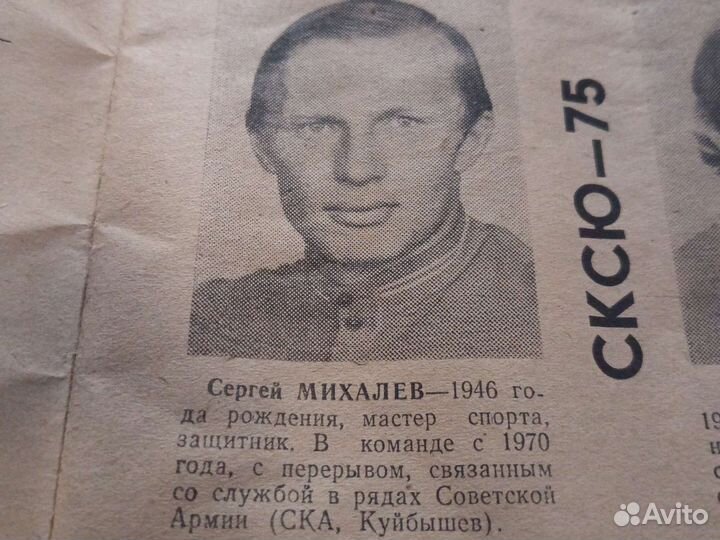 СКСЮ—75
Сергей МИХАЛЕВ—1946 го-
да рождения, мастер спорта,
защитник. В команде с 1970
года, с перерывом, связанным
со службой в рядах Советской
Армии (СКА, Куйбышев).
19
н
с
Avito